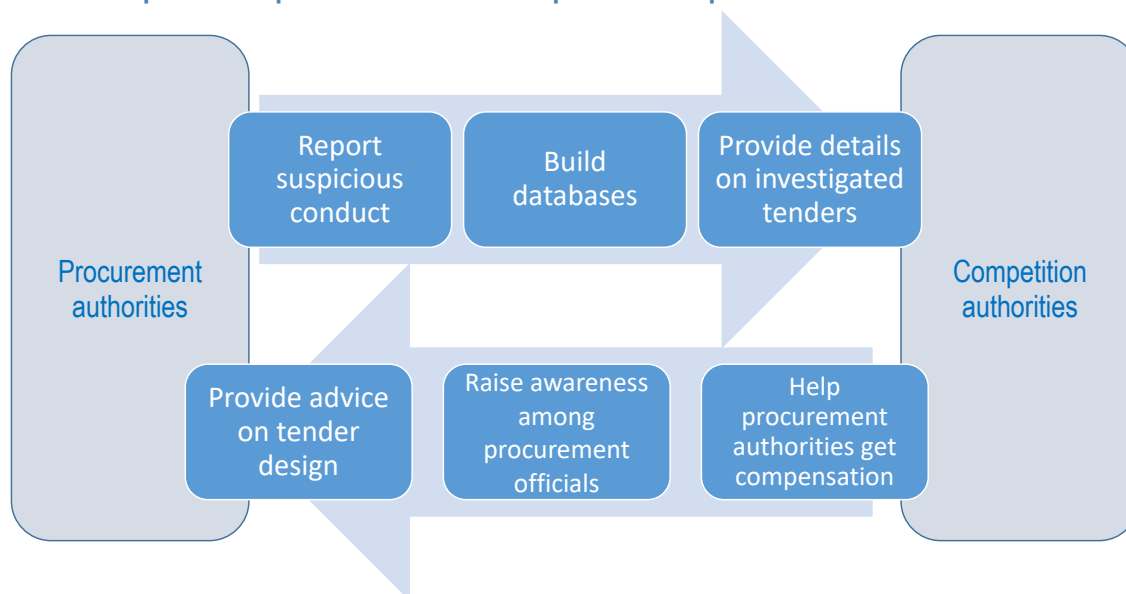 Report
suspicious
conduct
Build
databases
Provide details
on investigated
tenders
Procurement
authorities
Competition
authorities
Provide advice
on tender
design
Raise awareness
among
procurement
officials
Help
procurement
authorities get
compensation